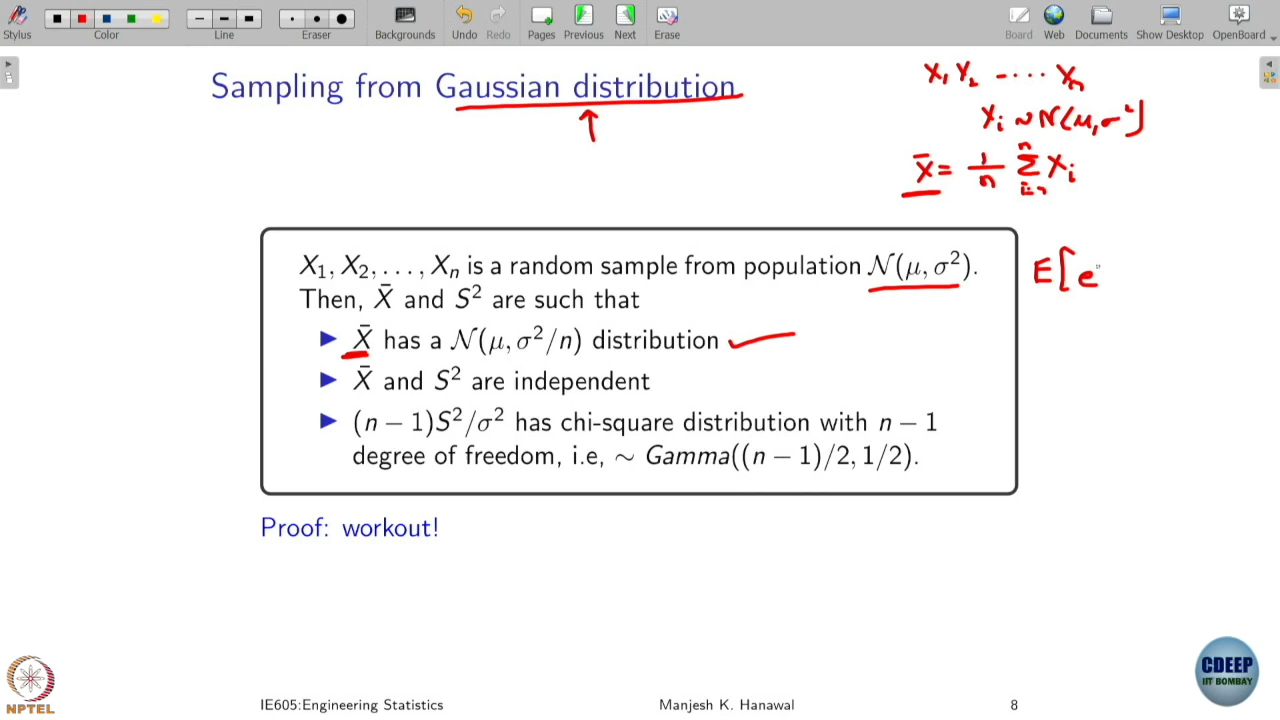 Stylus Color Line Eraser Backgrounds Undo Redo Pages Previous Next Erase Board Web Documents Show Desktop OpenBoard
Sampling from Gaussian distribution
X₁ X₂ ---- Xₙ
Xᵢ ~ N(μ, σ²)
X̄ = 1/n Σ Xᵢ
X₁, X₂, . . . , Xₙ is a random sample from population N(μ, σ²).
Then, X̄ and S² are such that
▶ X̄ has a N(μ, σ²/n) distribution
▶ X̄ and S² are independent
▶ (n − 1)S²/σ² has chi-square distribution with n − 1
degree of freedom, i.e, ∼ Gamma((n − 1)/2, 1/2).
E[e
Proof: workout!
NPTEL
IE605:Engineering Statistics
Manjesh K. Hanawal
8
CDEEP
IIT BOMBAY